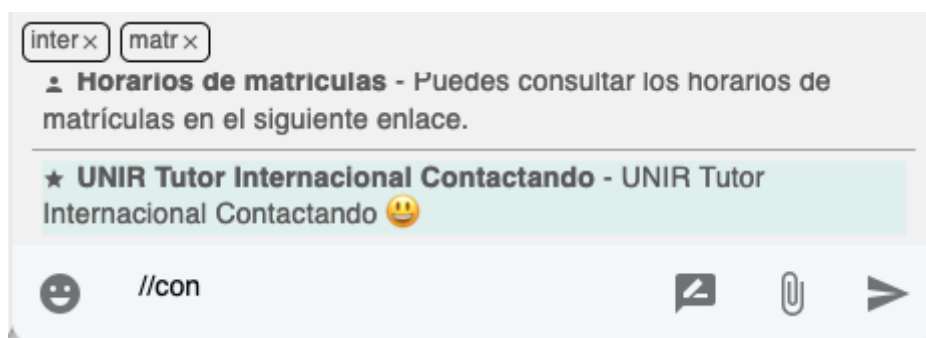 inter× matr×
Horarios de matrículas - Puedes consultar los horarios de
matrículas en el siguiente enlace.
★ UNIR Tutor Internacional Contactando - UNIR Tutor
Internacional Contactando 😃
//con